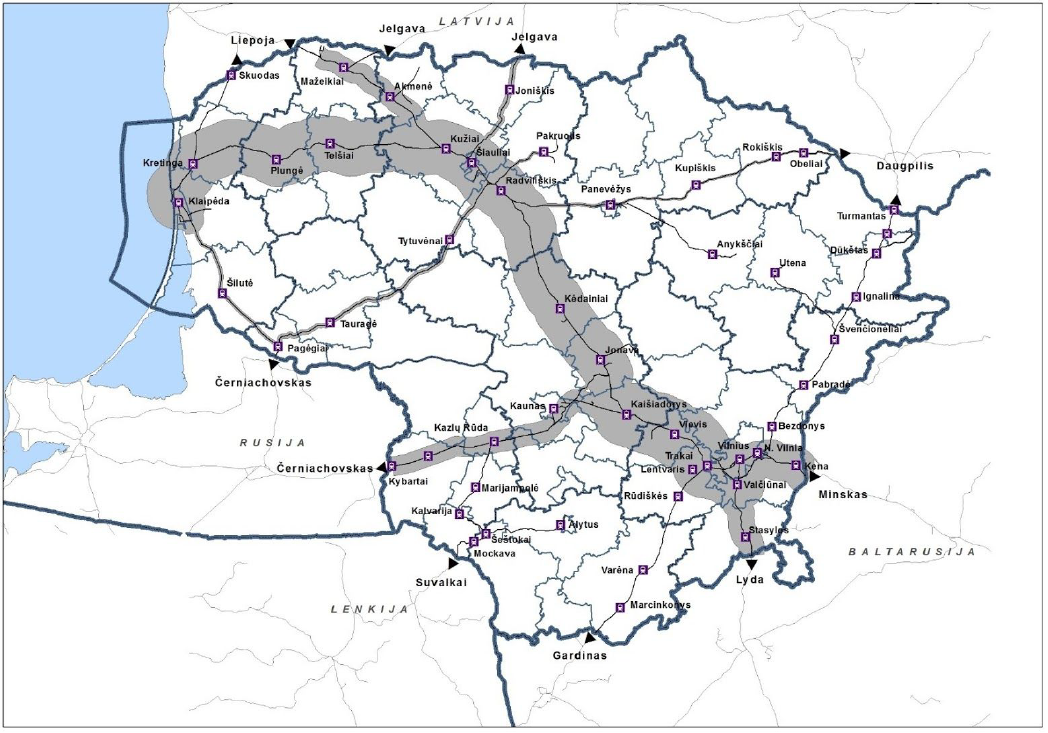 LATVIJA
Liepoja
Jelgava
Jelgava
Skuodas
Mažeikiai
Akmenė
Joniškis
Kretinga
Plungė
Telšiai
Kužiai
Šiauliai
Pakruojis
Radviliškis
Panevėžys
Kupiškis
Rokiškis
Obeliai
Daugpilis
Klaipėda
Turmantas
Tytuvėnai
Anykščiai
Dūkštas
Utena
Šilutė
Ignalina
Kėdainiai
Tauragė
Švenčionėliai
Pagėgiai
Jonava
Černiachovskas
Pabradė
Kaunas
Kaišiadorys
Kazlų Rūda
Vievis
Bezdonys
RUSIJA
Vilnius
N. Vilnia
Trakai
Černiachovskas
Lentvaris
Kena
Kybartai
Marijampolė
Valčiūnai
Rūdiškės
Minskas
Kalvarija
Alytus
Šeštokai
Stasylos
Mockava
BALTARUSIJA
Suvalkai
Varėna
Lyda
LENKIJA
Marcinkonys
Gardinas